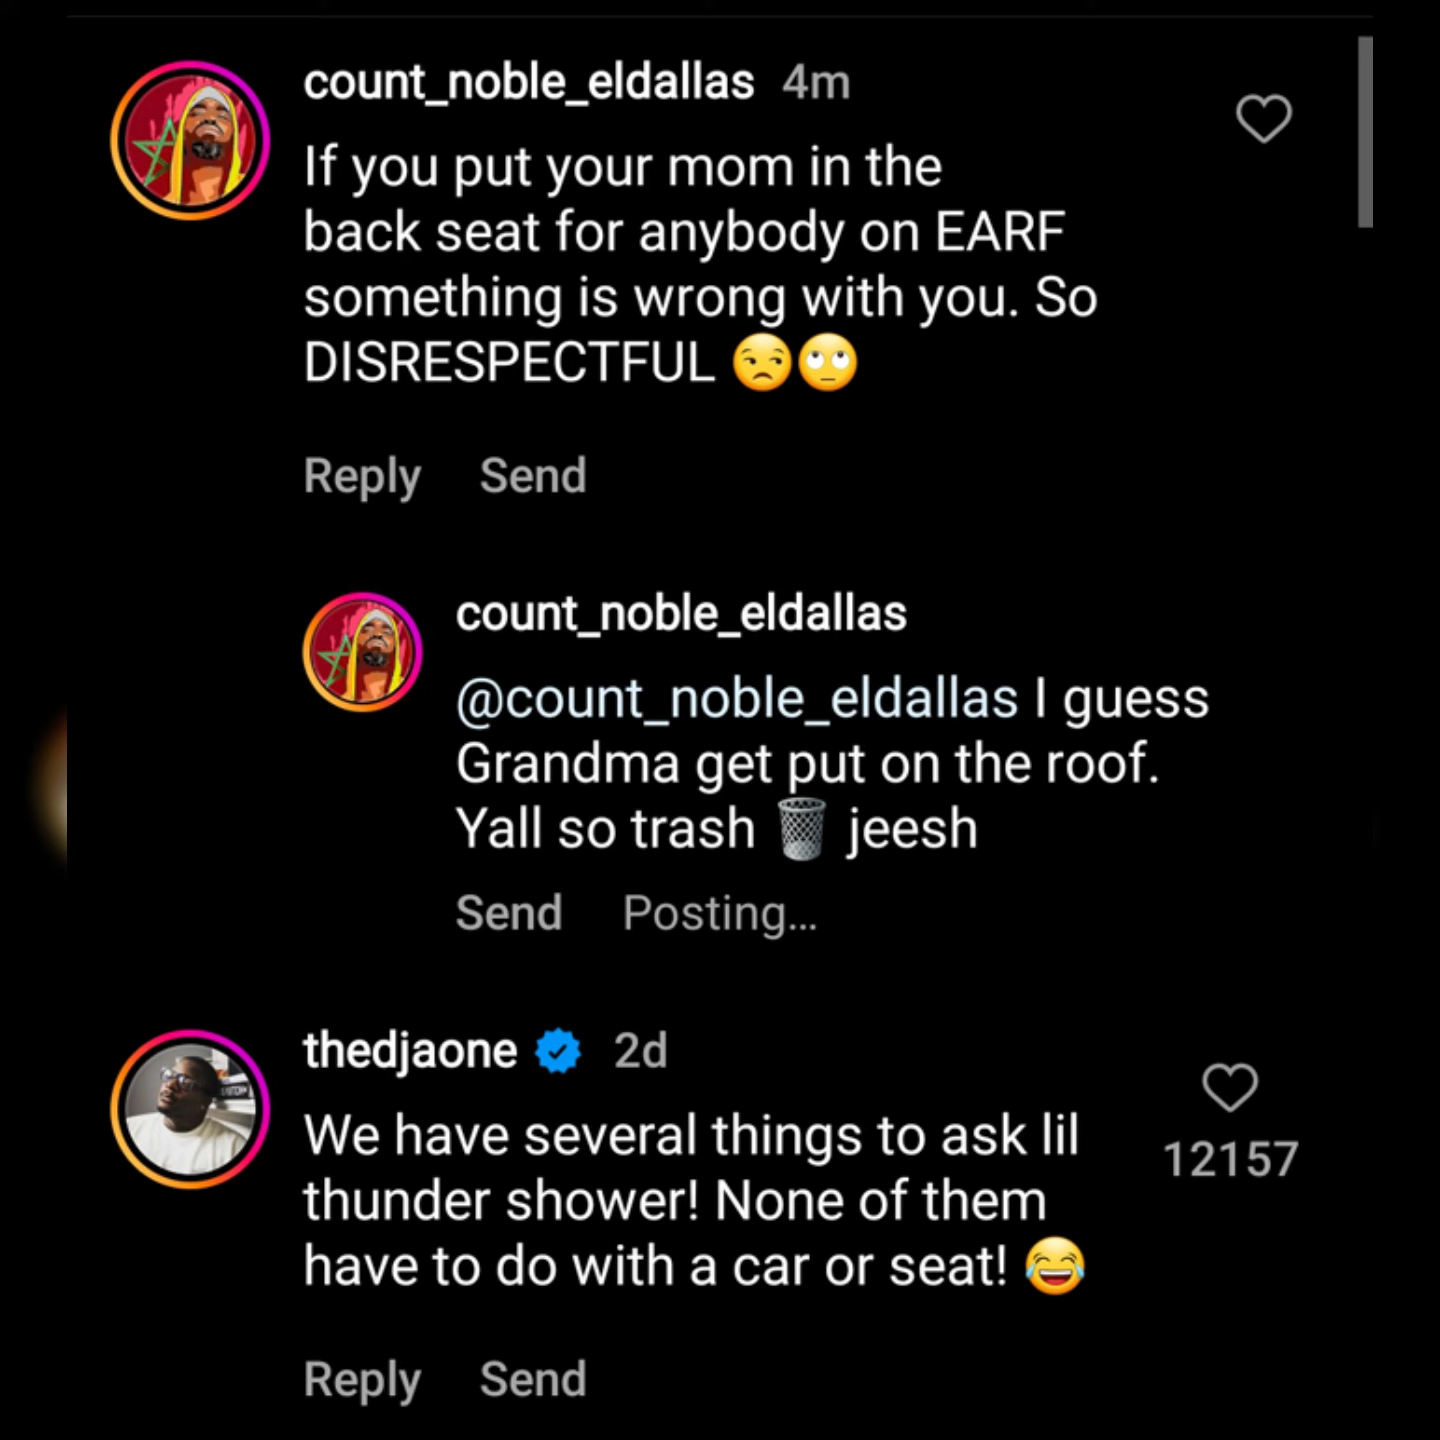 count_noble_eldallas 4m
If you put your mom in the
back seat for anybody on EARF
something is wrong with you. So
DISRESPECTFUL 😒🙄
Reply Send
count_noble_eldallas
@count_noble_eldallas I guess
Grandma get put on the roof.
Yall so trash 🗑️ jeesh
Send Posting...
thedjaone 2d
We have several things to ask lil
thunder shower! None of them
have to do with a car or seat! 😂
12157
Reply Send